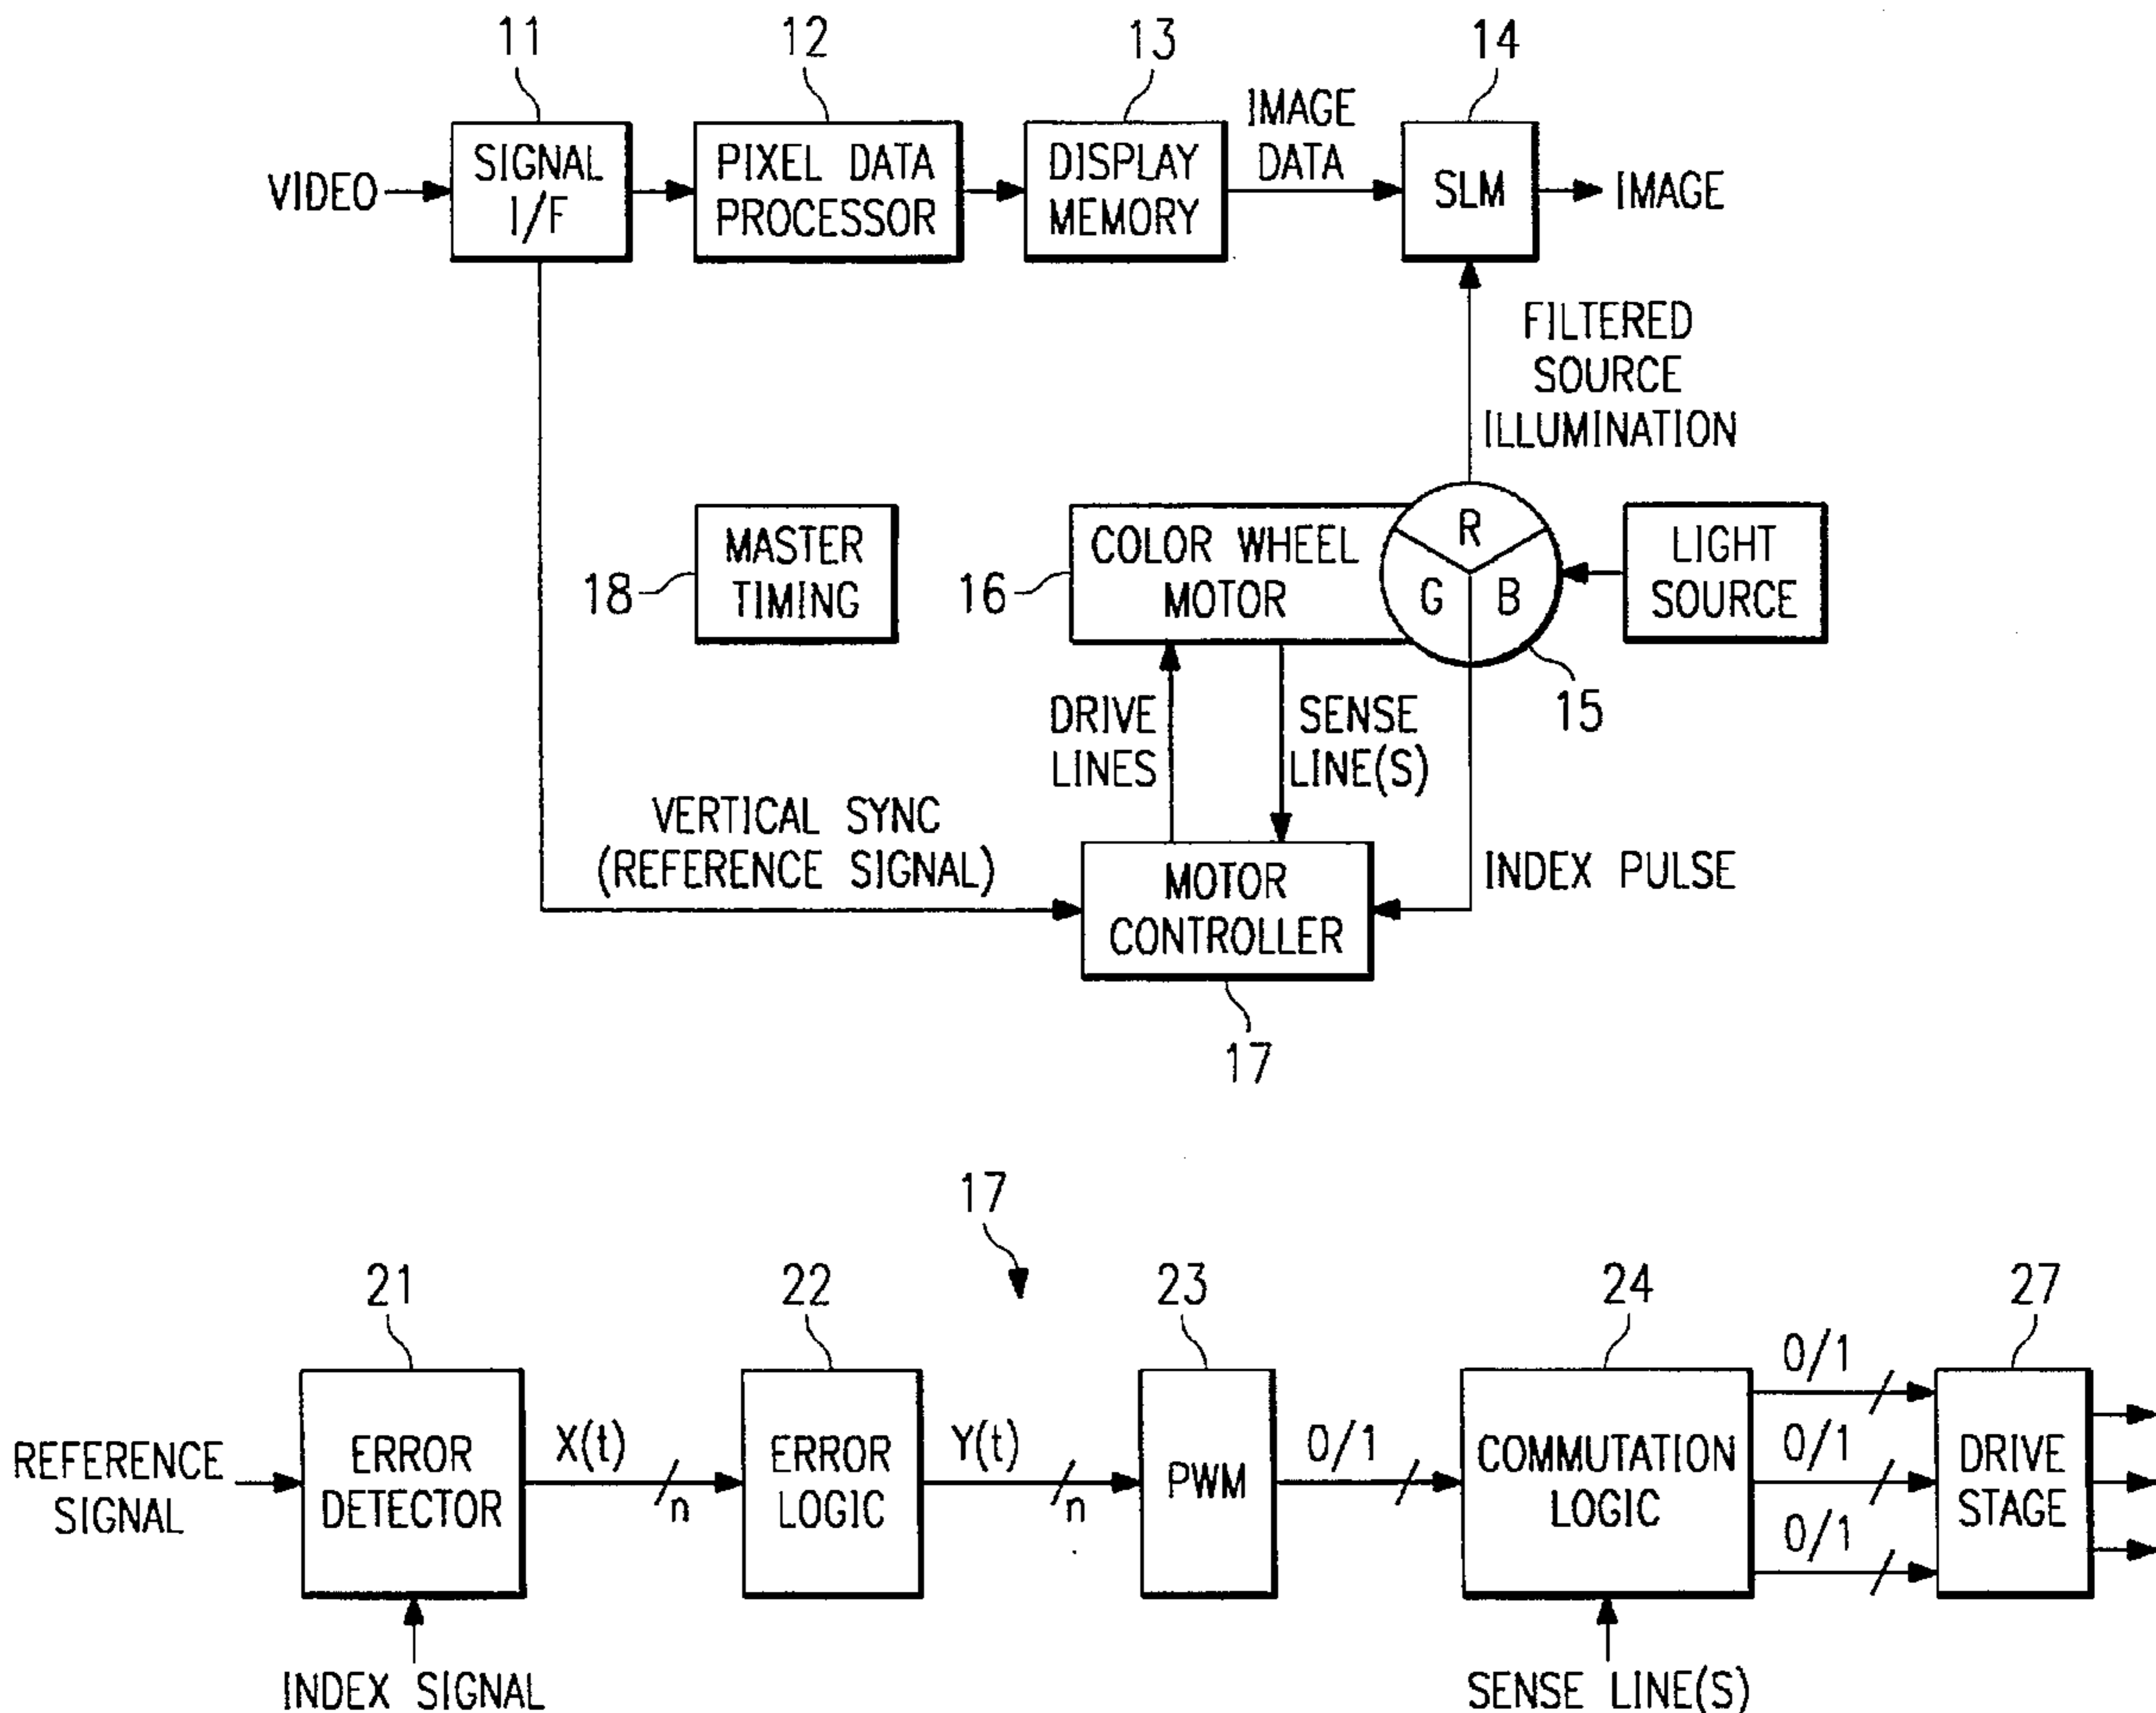 11
12
13
14
VIDEO
SIGNAL
I/F
PIXEL DATA
PROCESSOR
DISPLAY
MEMORY
IMAGE
DATA
SLM
IMAGE
FILTERED
SOURCE
ILLUMINATION
18
MASTER
TIMING
16
COLOR WHEEL
MOTOR
R
G
B
LIGHT
SOURCE
15
DRIVE
LINES
SENSE
LINE(S)
VERTICAL SYNC
(REFERENCE SIGNAL)
MOTOR
CONTROLLER
INDEX PULSE
17
17
21
22
23
24
27
REFERENCE
SIGNAL
ERROR
DETECTOR
X(t)
n
ERROR
LOGIC
Y(t)
n
PWM
0/1
COMMUTATION
LOGIC
0/1
0/1
0/1
DRIVE
STAGE
INDEX SIGNAL
SENSE LINE(S)